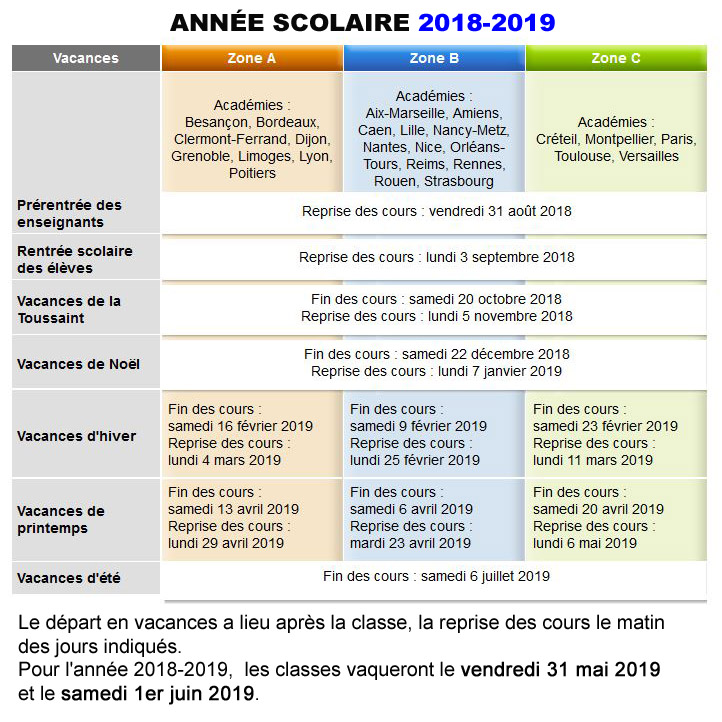 ANNÉE SCOLAIRE 2018-2019
Vacances
Zone A
Zone B
Zone C
Académies :
Besançon, Bordeaux,
Clermont-Ferrand, Dijon,
Grenoble, Limoges, Lyon,
Poitiers
Académies :
Aix-Marseille, Amiens,
Caen, Lille, Nancy-Metz,
Nantes, Nice, Orléans-
Tours, Reims, Rennes,
Rouen, Strasbourg
Académies :
Créteil, Montpellier, Paris,
Toulouse, Versailles
Prérentrée des
enseignants
Reprise des cours : vendredi 31 août 2018
Rentrée scolaire
des élèves
Reprise des cours : lundi 3 septembre 2018
Vacances de la
Toussaint
Fin des cours : samedi 20 octobre 2018
Reprise des cours : lundi 5 novembre 2018
Vacances de Noël
Fin des cours : samedi 22 décembre 2018
Reprise des cours : lundi 7 janvier 2019
Vacances d'hiver
Fin des cours :
samedi 16 février 2019
Reprise des cours :
lundi 4 mars 2019
Fin des cours :
samedi 9 février 2019
Reprise des cours :
lundi 25 février 2019
Fin des cours :
samedi 23 février 2019
Reprise des cours :
lundi 11 mars 2019
Vacances de
printemps
Fin des cours :
samedi 13 avril 2019
Reprise des cours :
lundi 29 avril 2019
Fin des cours :
samedi 6 avril 2019
Reprise des cours :
mardi 23 avril 2019
Fin des cours :
samedi 20 avril 2019
Reprise des cours :
lundi 6 mai 2019
Vacances d'été
Fin des cours : samedi 6 juillet 2019
Le départ en vacances a lieu après la classe, la reprise des cours le matin
des jours indiqués.
Pour l'année 2018-2019, les classes vaqueront le vendredi 31 mai 2019
et le samedi 1er juin 2019.